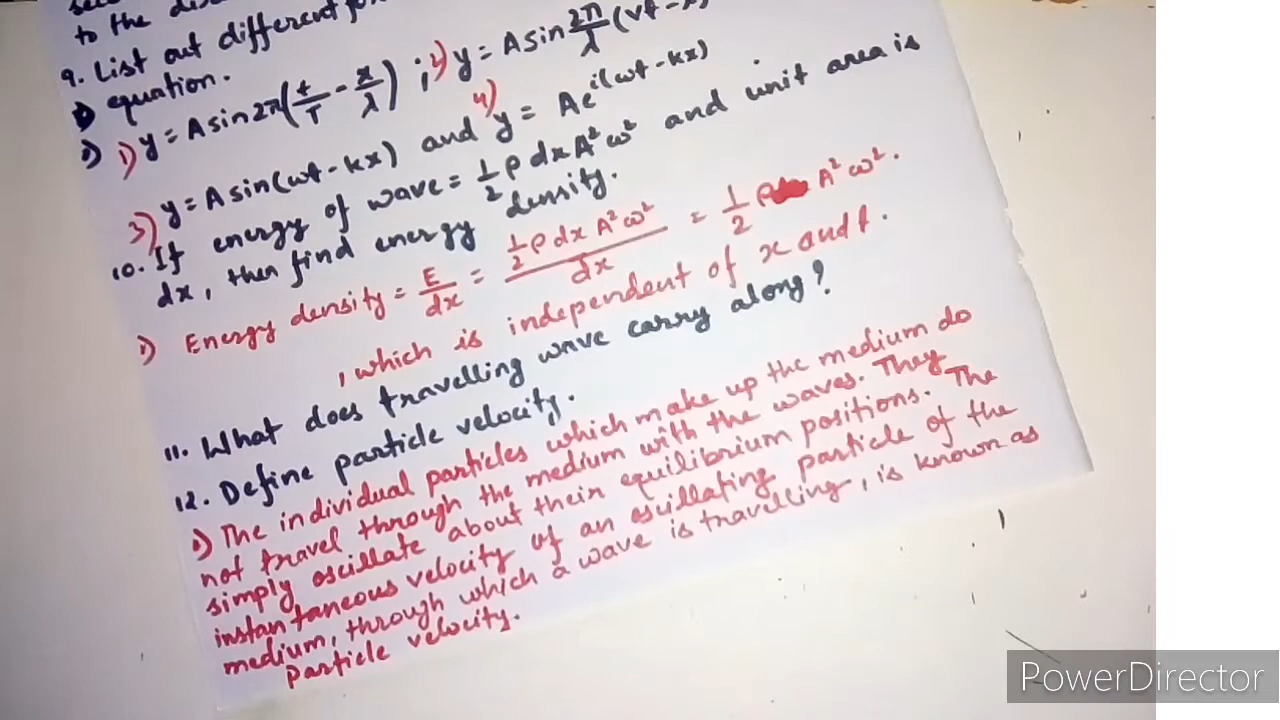 to the
9. List out different
equation.
1) y = A sin 2π(t/T - x/λ) ; 2) y = A sin 2π/λ (vt - x)
3) y = A sin(ωt - kx) and 4) y = Ae^i(ωt - kx)
10. If energy of wave = 1/2 ρ dx A² ω² and unit area is
dx, then find energy density.
Energy density = E/dx = 1/2 ρ dx A² ω² / dx = 1/2 ρ A² ω².
, which is independent of x and t.
11. What does travelling wave carry along?
12. Define particle velocity.
The individual particles which make up the medium do
not travel through the medium with the waves. They
simply oscillate about their equilibrium positions. The
instantaneous velocity of an oscillating particle of the
medium, through which a wave is travelling, is known as
particle velocity.
PowerDirector